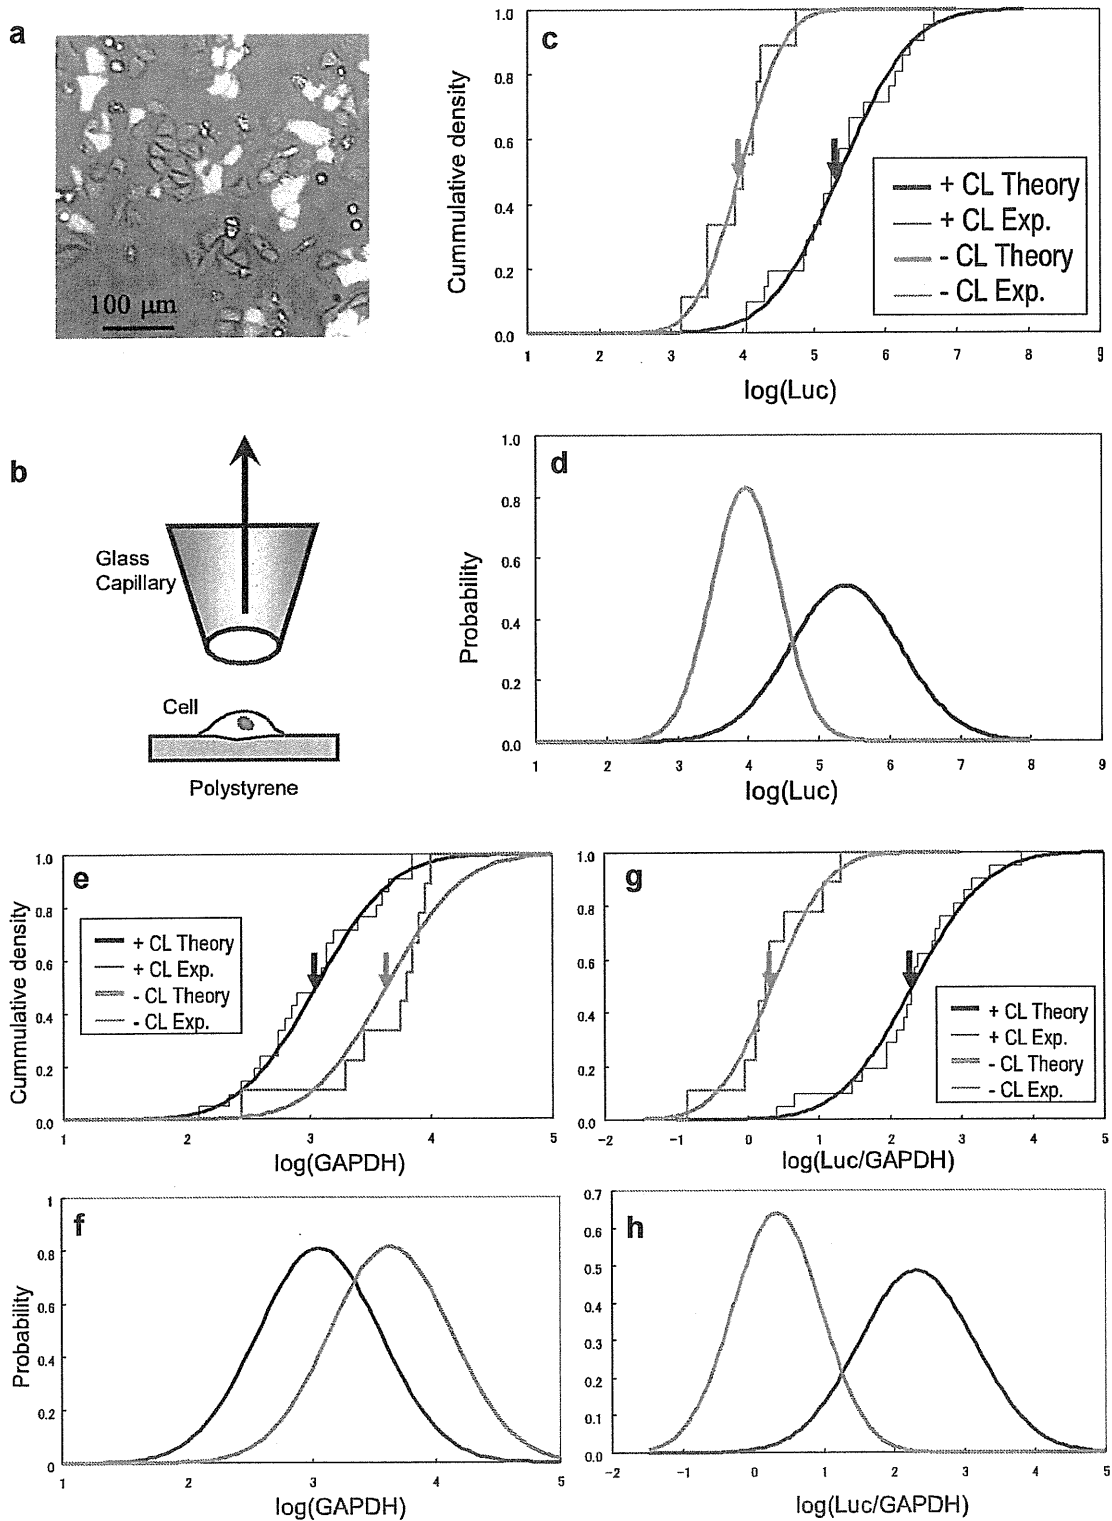 a
100 µm
b
Glass
Capillary
Cell
Polystyrene
c
Cummulative density
1.0
0.8
0.6
0.4
0.2
0.0
1 2 3 4 5 6 7 8 9
log(Luc)
+ CL Theory
+ CL Exp.
- CL Theory
- CL Exp.
d
Probability
1.0
0.8
0.6
0.4
0.2
0.0
1 2 3 4 5 6 7 8 9
log(Luc)
e
Cummulative density
1.0
0.8
0.6
0.4
0.2
0.0
1 2 3 4 5
log(GAPDH)
+ CL Theory
+ CL Exp.
- CL Theory
- CL Exp.
g
1.0
0.8
0.6
0.4
0.2
0.0
-2 -1 0 1 2 3 4 5
log(Luc/GAPDH)
+ CL Theory
+ CL Exp.
- CL Theory
- CL Exp.
f
Probability
1
0.8
0.6
0.4
0.2
0
1 2 3 4 5
log(GAPDH)
h
0.7
0.6
0.5
0.4
0.3
0.2
0.1
0.0
-2 -1 0 1 2 3 4 5
log(Luc/GAPDH)